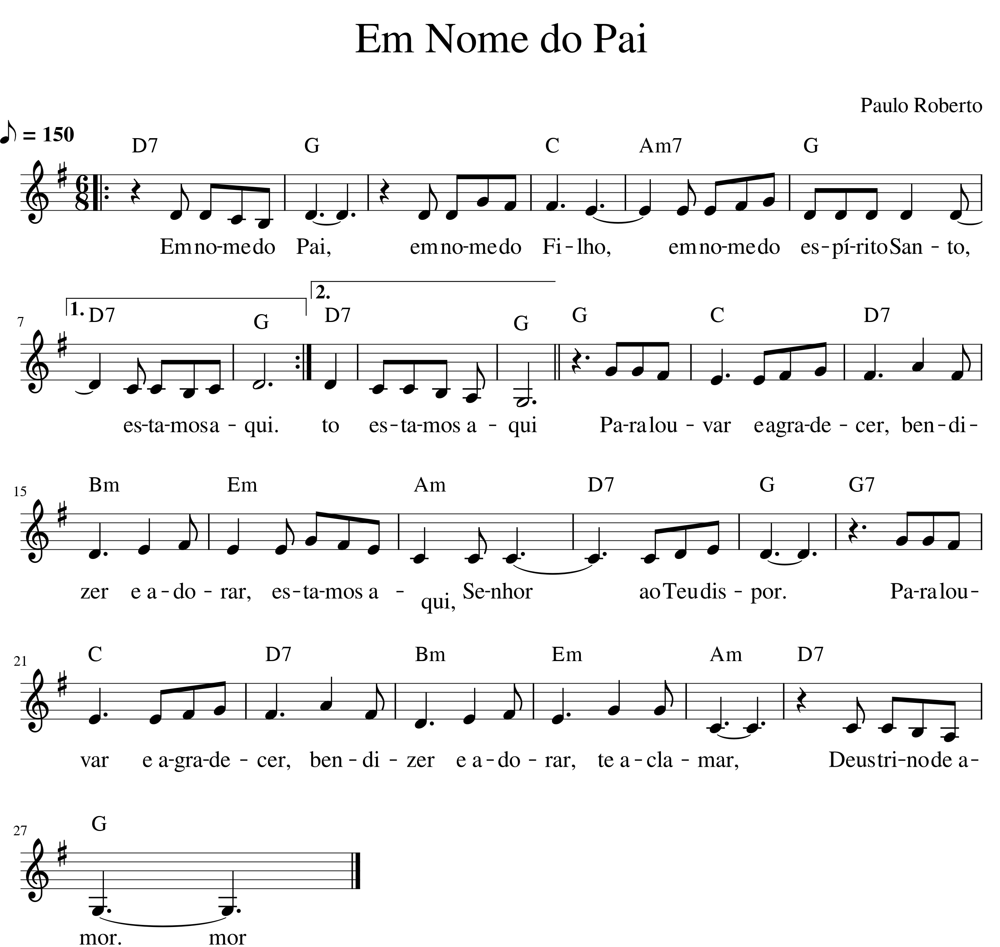 Em Nome do Pai
Paulo Roberto
= 150
D7 G C Am7 G
6
8
Em no-me do Pai, em no-me do Fi-lho, em no-me do es-pí-rito San-to,
1. 2.
7 D7 G D7 G G C D7
es-ta-mos a-qui. to es-ta-mos a-qui Pa-ra lou-var e agra-de-cer, ben-di-
15 Bm Em Am D7 G G7
zer e a-do-rar, es-ta-mos a-qui, Se-nhor ao Teu dis-por. Pa-ra lou-
21 C D7 Bm Em Am D7
var e a-gra-de-cer, ben-di-zer e a-do-rar, te a-cla-mar, Deus tri-no de a-
27 G
mor. mor